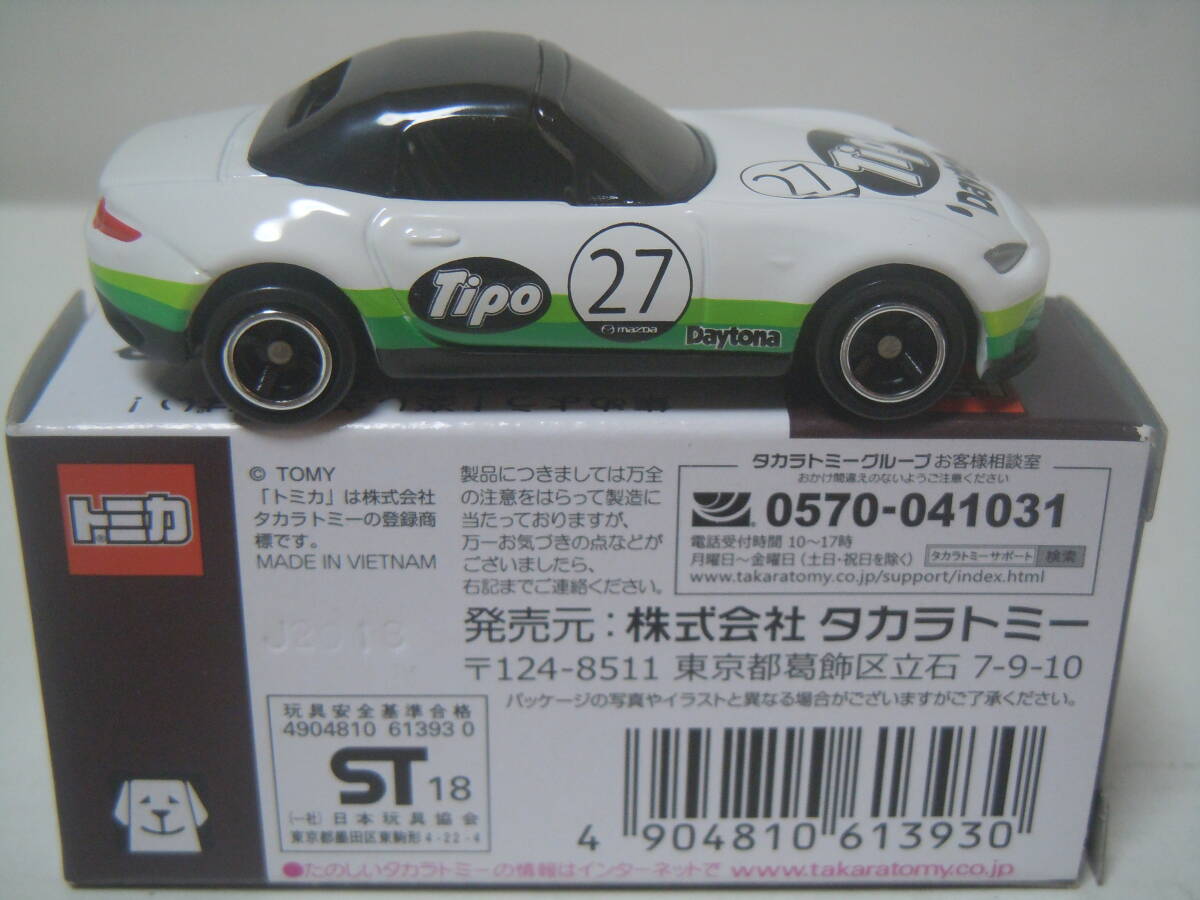 27
Tipo
Dayto
Tipo
27
mazda
Daytona
トミカ
© TOMY
「トミカ」は株式会社
タカラトミーの登録商
標です。
MADE IN VIETNAM
製品につきましては万全
の注意をはらって製造に
当たっておりますが、
万一お気づきの点などが
ございましたら、
右記までご連絡ください。
タカラトミーグループ お客様相談室
おかけ間違えのないようご注意ください
0570-041031
電話受付時間 10〜17時
月曜日〜金曜日（土日・祝日を除く） タカラトミーサポート 検索
www.takaratomy.co.jp/support/index.html
発売元：株式会社 タカラトミー
〒124-8511 東京都葛飾区立石 7-9-10
パッケージの写真やイラストと異なる場合がございますがご了承ください。
玩具安全基準合格
4904810 61393 0
ST 18
(一社) 日本玩具協会
東京都墨田区東駒形 4-22-4
4 904810 613930
●たのしいタカラトミーの情報はインターネットで www.takaratomy.co.jp